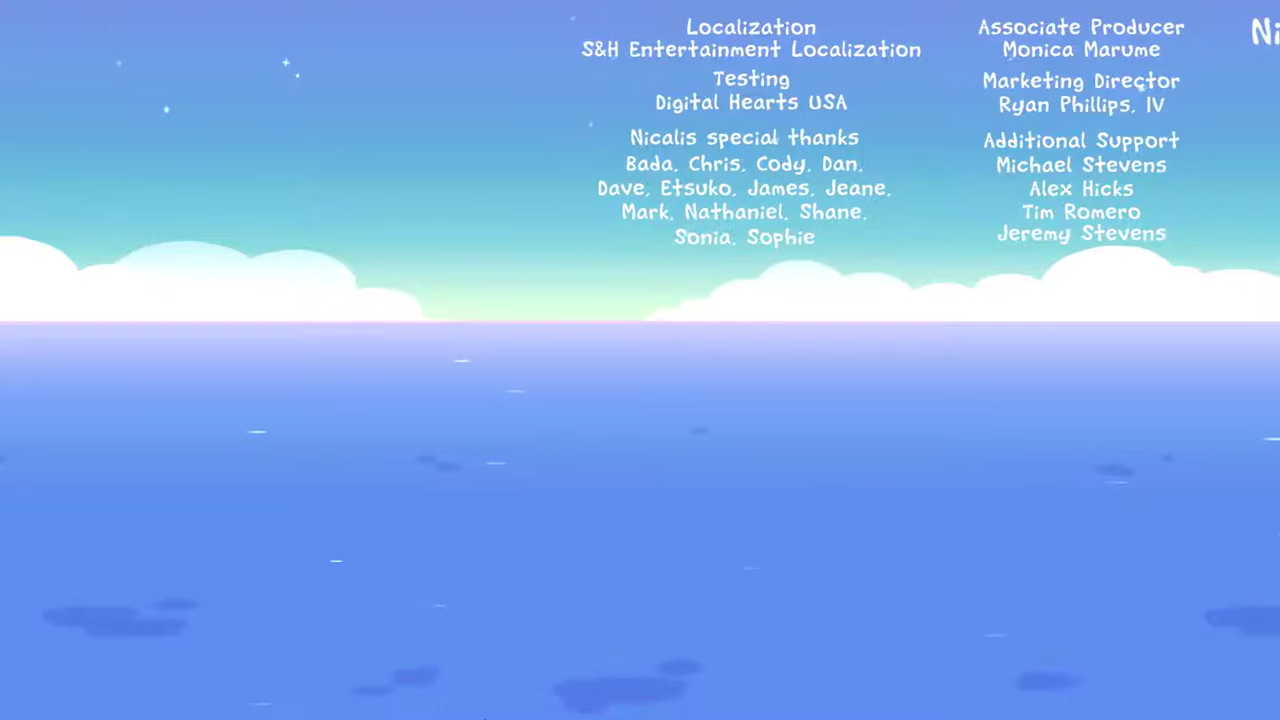 Localization
S&H Entertainment Localization
Testing
Digital Hearts USA
Nicalis special thanks
Bada, Chris, Cody, Dan,
Dave, Etsuko, James, Jeane,
Mark, Nathaniel, Shane,
Sonia, Sophie
Associate Producer
Monica Marume
Marketing Director
Ryan Phillips, IV
Additional Support
Michael Stevens
Alex Hicks
Tim Romero
Jeremy Stevens